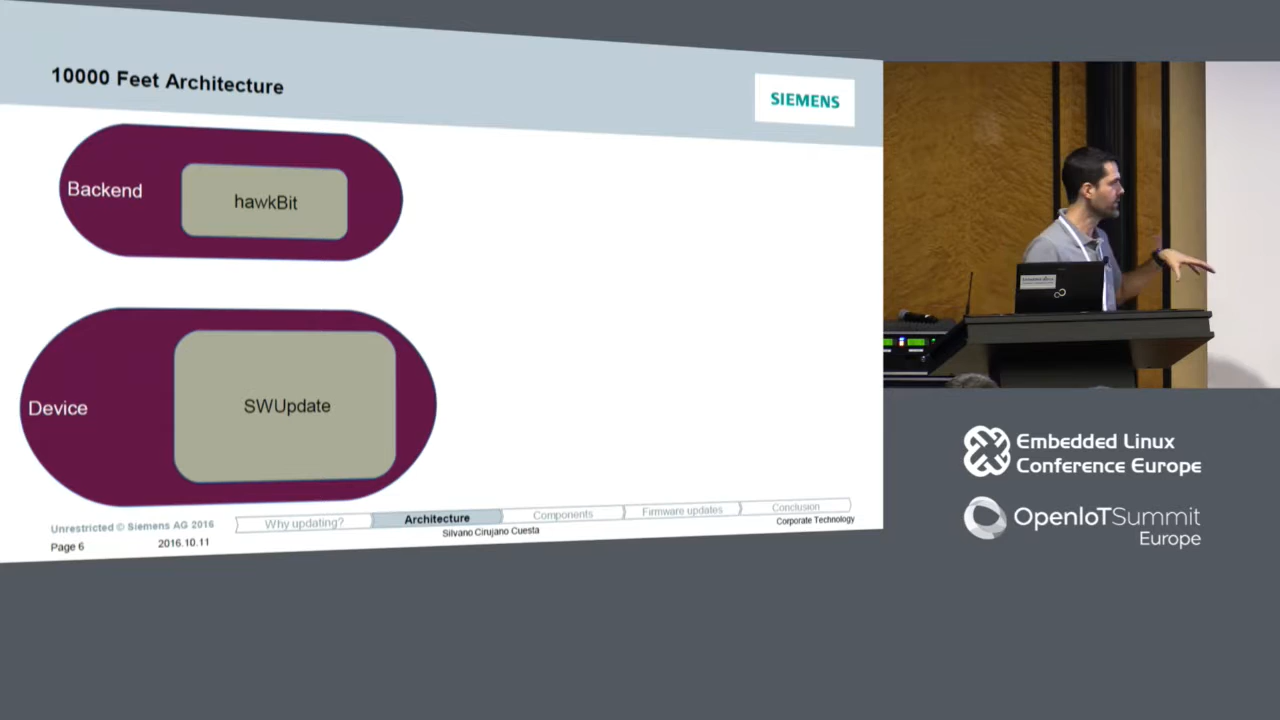 10000 Feet Architecture
SIEMENS
Backend
hawkBit
Device
SWUpdate
Unrestricted © Siemens AG 2016
Why updating?
Architecture
Components
Firmware updates
Conclusion
Page 6
2016.10.11
Silvano Cirujano Cuesta
Corporate Technology
Embedded Linux
Conference Europe
OpenIoTSummit
Europe